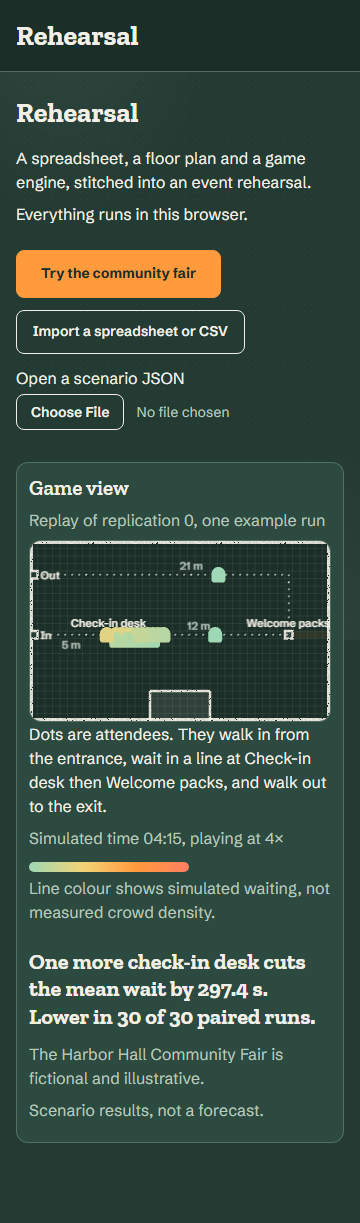 Rehearsal
Rehearsal
A spreadsheet, a floor plan and a game
engine, stitched into an event rehearsal.
Everything runs in this browser.
Try the community fair
Import a spreadsheet or CSV
Open a scenario JSON
Choose File No file chosen
Game view
Replay of replication 0, one example run
21 m
Out
Check-in desk
12 m
Welcome packs
In
5 m
Dots are attendees. They walk in from
the entrance, wait in a line at Check-in
desk then Welcome packs, and walk out
to the exit.
Simulated time 04:15, playing at 4×
Line colour shows simulated waiting, not
measured crowd density.
One more check-in desk cuts
the mean wait by 297.4 s.
Lower in 30 of 30 paired runs.
The Harbor Hall Community Fair is
fictional and illustrative.
Scenario results, not a forecast.